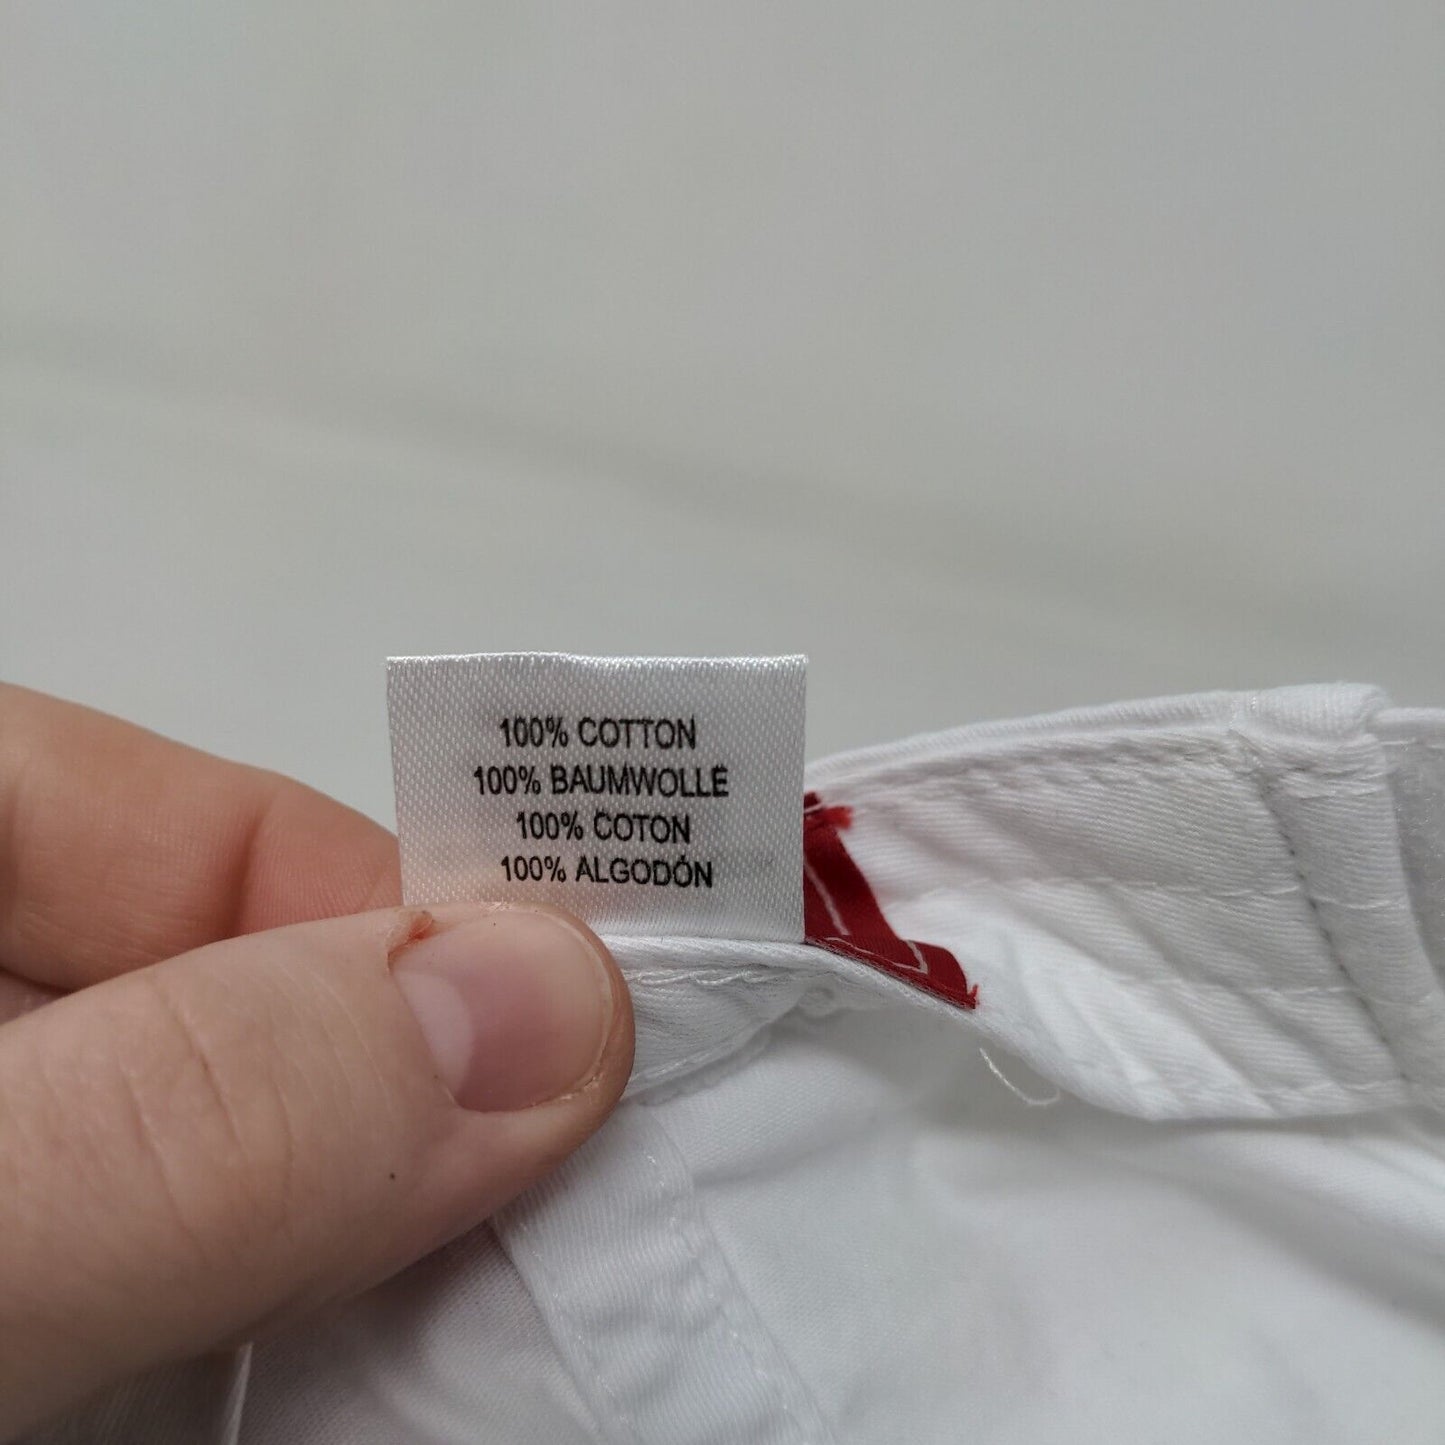 100% COTTON
100% BAUMWOLLE
100% COTON
100% ALGODÓN